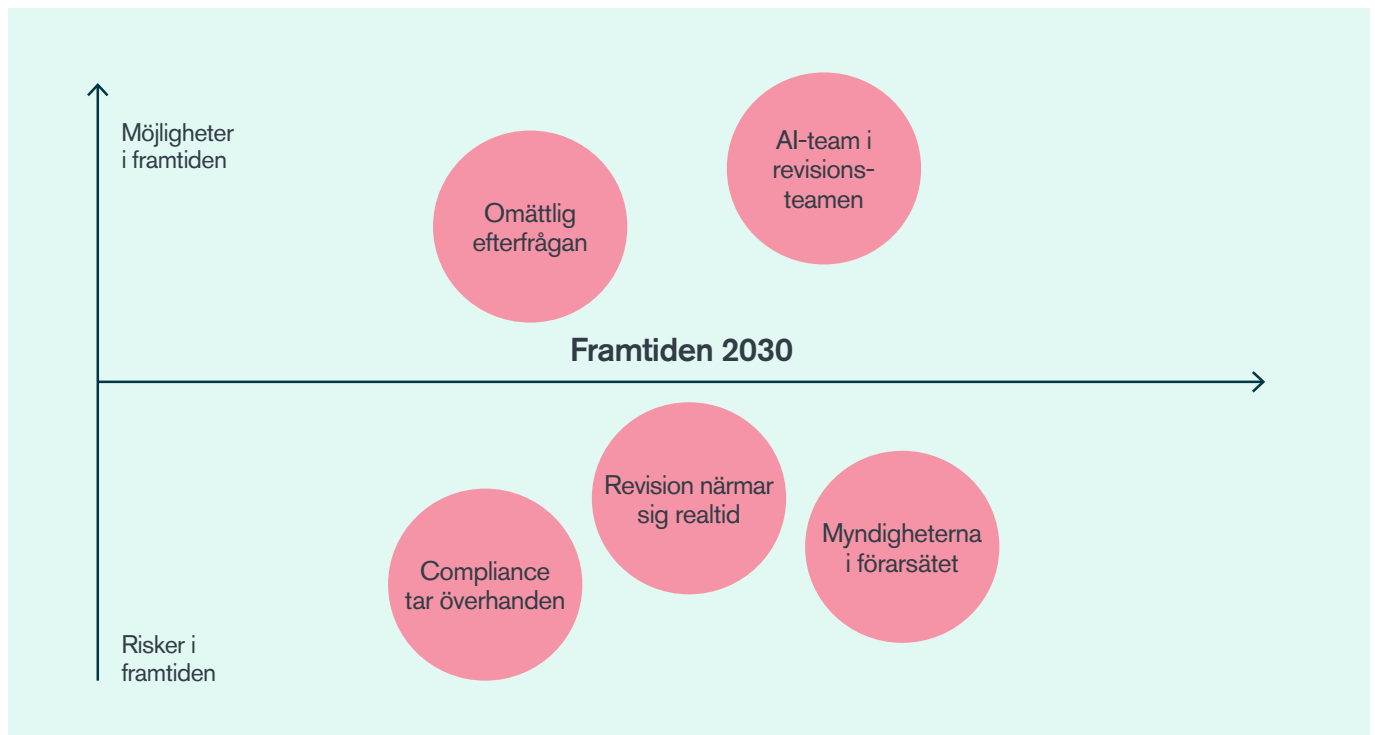 Möjligheter
i framtiden
AI-team i
revisions-
teamen
Omättlig
efterfrågan
Framtiden 2030
Revision närmar
sig realtid
Myndigheterna
i förarsätet
Compliance
tar överhanden
Risker i
framtiden